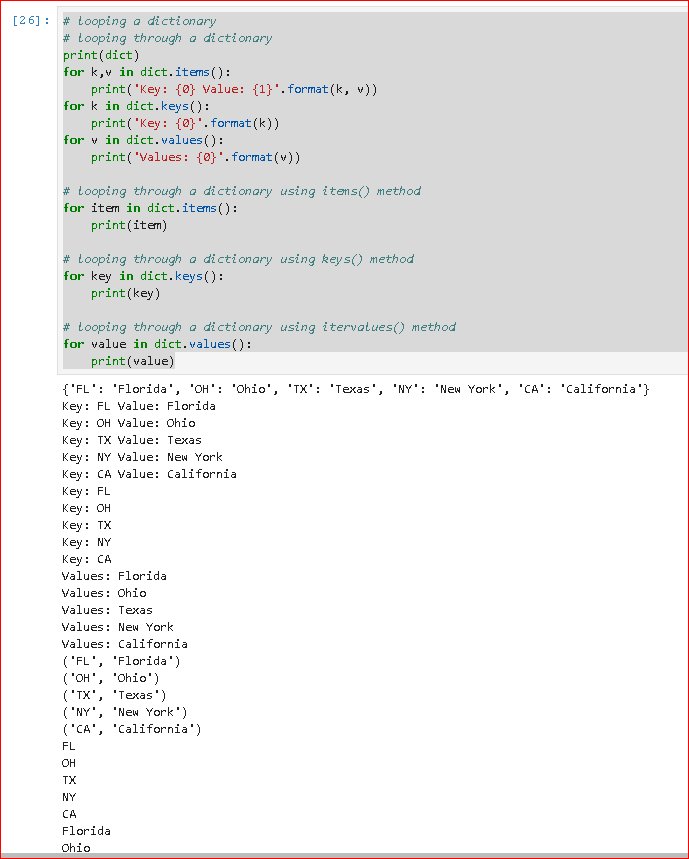 [26]: # looping a dictionary
# looping through a dictionary
print(dict)
for k,v in dict.items():
    print('Key: {0} Value: {1}'.format(k, v))
for k in dict.keys():
    print('Key: {0}'.format(k))
for v in dict.values():
    print('Values: {0}'.format(v))

# looping through a dictionary using items() method
for item in dict.items():
    print(item)

# looping through a dictionary using keys() method
for key in dict.keys():
    print(key)

# looping through a dictionary using itervalues() method
for value in dict.values():
    print(value)
{'FL': 'Florida', 'OH': 'Ohio', 'TX': 'Texas', 'NY': 'New York', 'CA': 'California'}
Key: FL Value: Florida
Key: OH Value: Ohio
Key: TX Value: Texas
Key: NY Value: New York
Key: CA Value: California
Key: FL
Key: OH
Key: TX
Key: NY
Key: CA
Values: Florida
Values: Ohio
Values: Texas
Values: New York
Values: California
('FL', 'Florida')
('OH', 'Ohio')
('TX', 'Texas')
('NY', 'New York')
('CA', 'California')
FL
OH
TX
NY
CA
Florida
Ohio